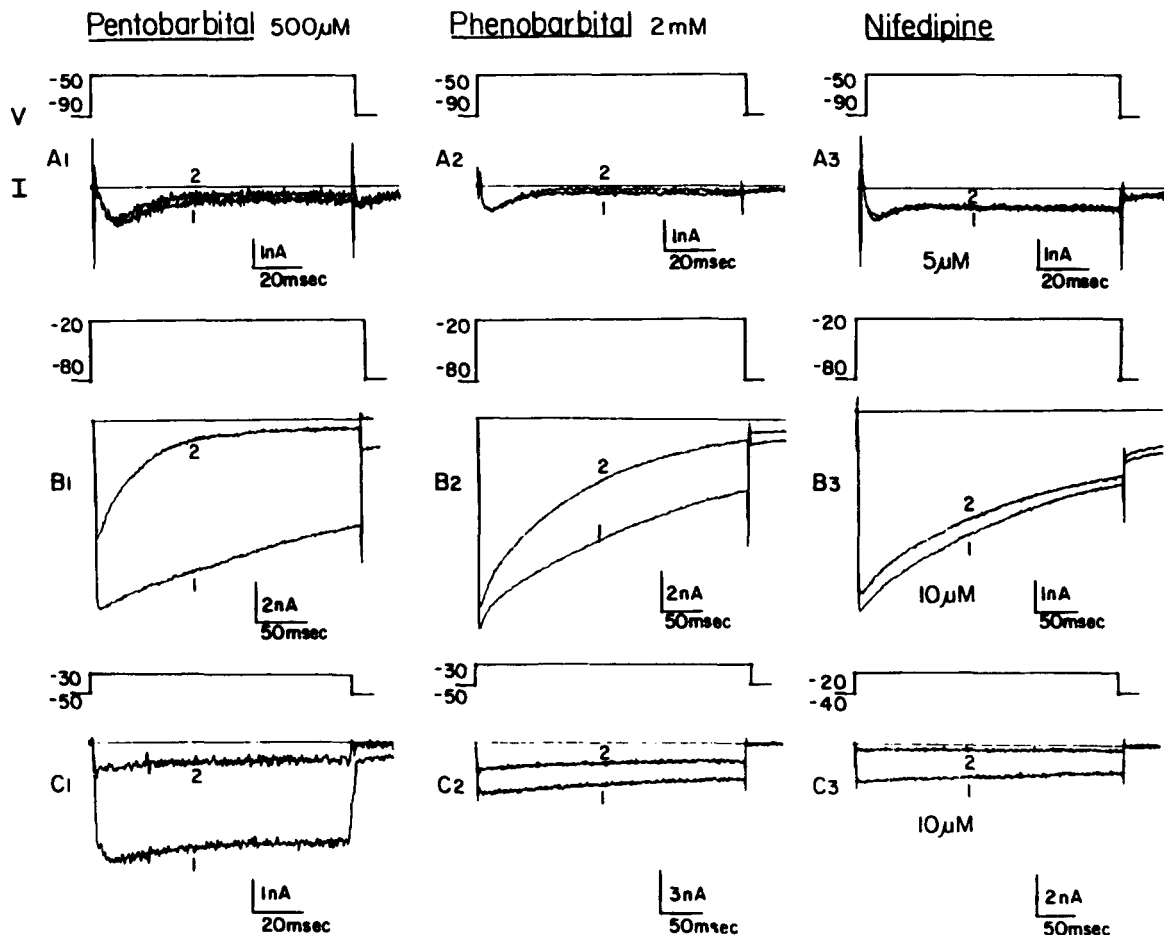 Pentobarbital 500µM
Phenobarbital 2mM
Nifedipine
V
-50
-90
-50
-90
-50
-90
I
A1
2
1
1nA
20msec
A2
2
1
1nA
20msec
A3
2
1
5µM
1nA
20msec
-20
-80
-20
-80
-20
-80
B1
2
1
2nA
50msec
B2
2
1
2nA
50msec
B3
2
1
10µM
1nA
50msec
-30
-50
-30
-50
-20
-40
C1
2
1
1nA
20msec
C2
2
1
3nA
50msec
C3
2
1
10µM
2nA
50msec